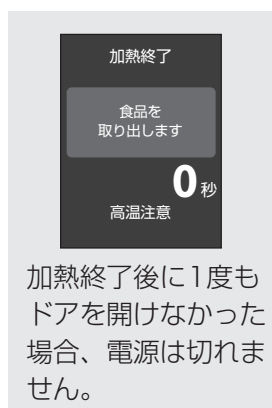 加熱終了
食品を
取り出します
0秒
高温注意
加熱終了後に1度も
ドアを開けなかった
場合、電源は切れま
せん。